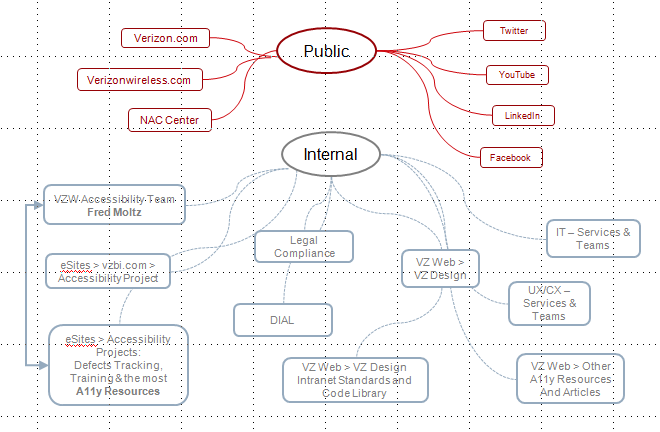 Public
Verizon.com
Verizonwireless.com
NAC Center
Twitter
YouTube
LinkedIn
Facebook
Internal
VZW Accessibility Team
Fred Moltz
eSites > vzbi.com >
Accessibility Project
eSites > Accessibility
Projects:
Defects Tracking,
Training & the most
A11y Resources
Legal
Compliance
DIAL
VZ Web > VZ Design
Intranet Standards and
Code Library
VZ Web >
VZ Design
IT – Services &
Teams
UX/CX –
Services &
Teams
VZ Web > Other
A11y Resources
And Articles